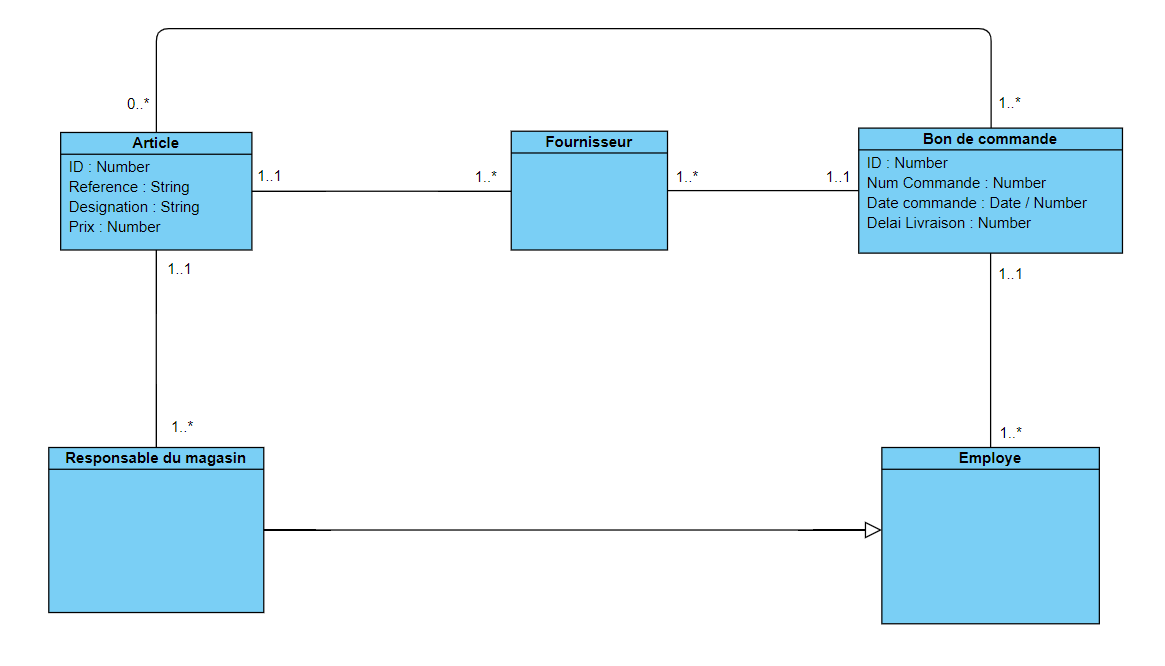 0..*
1..*
Article
ID : Number
Reference : String
Designation : String
Prix : Number
1..1
1..*
Fournisseur
1..*
1..1
Bon de commande
ID : Number
Num Commande : Number
Date commande : Date / Number
Delai Livraison : Number
1..1
1..1
1..*
1..*
Responsable du magasin
Employe